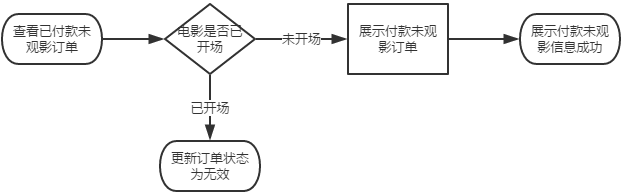 查看已付款未
观影订单
电影是否已
开场
未开场
展示付款未观
影订单
展示付款未观
影信息成功
已开场
更新订单状态
为无效